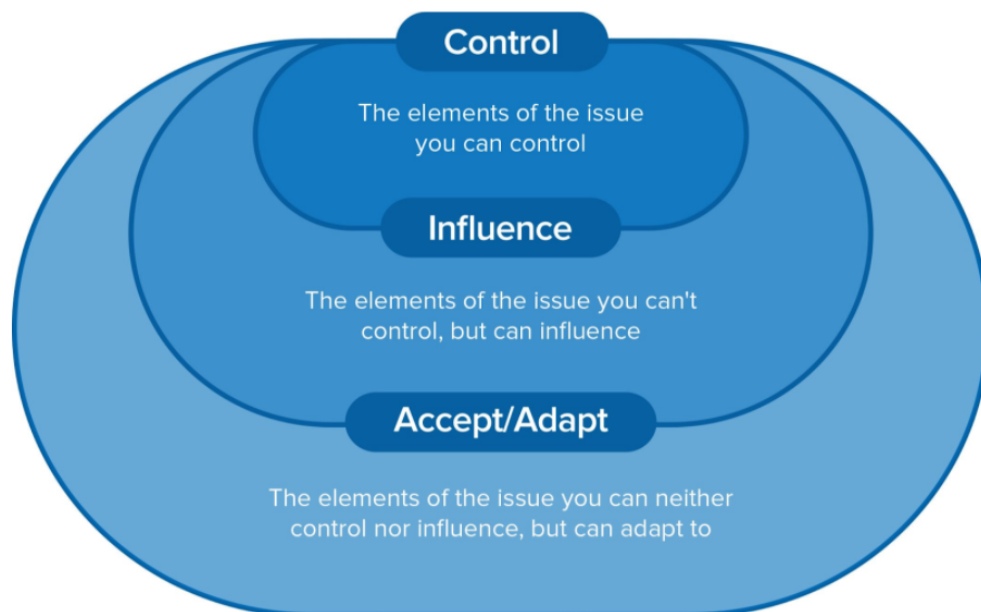 Control
The elements of the issue
you can control
Influence
The elements of the issue you can't
control, but can influence
Accept/Adapt
The elements of the issue you can neither
control nor influence, but can adapt to